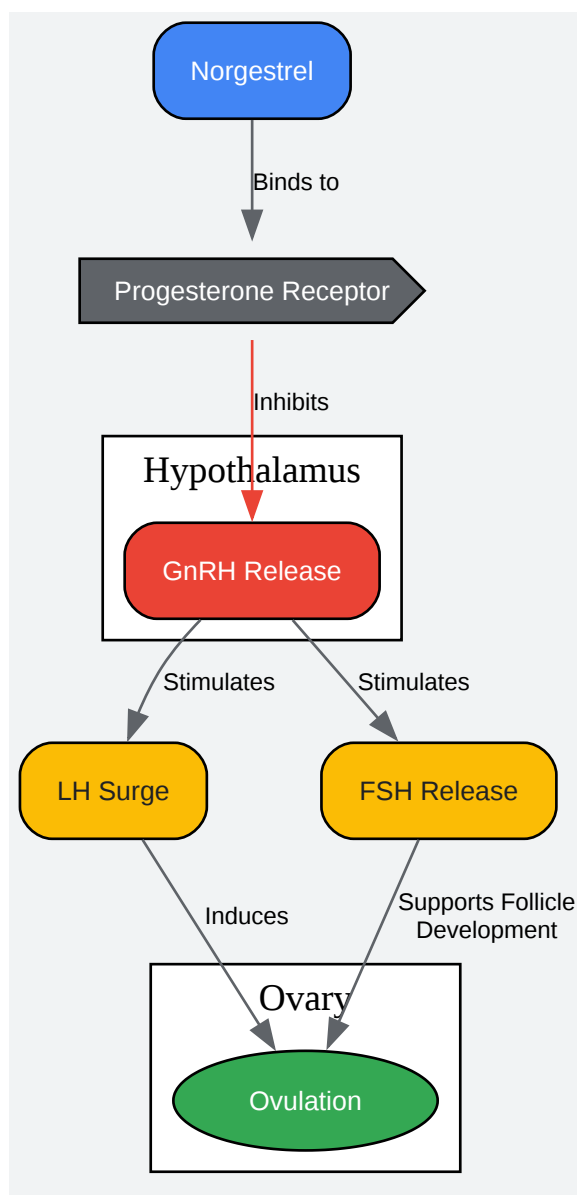 Norgestrel
Binds to
Progesterone Receptor
Inhibits
Hypothalamus
GnRH Release
Stimulates
Stimulates
LH Surge
FSH Release
Induces
Supports Follicle
Development
Ovary
Ovulation